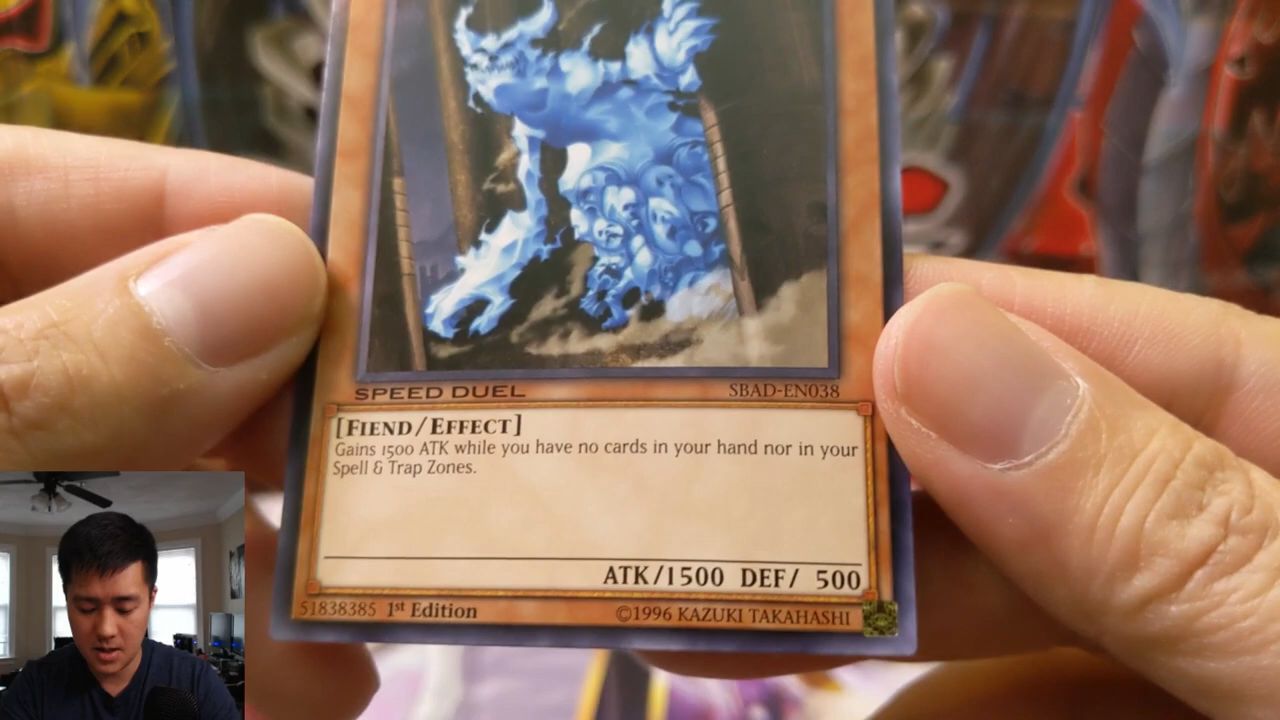 SPEED DUEL SBAD-EN038
[FIEND/EFFECT]
Gains 1500 ATK while you have no cards in your hand nor in your
Spell & Trap Zones.
ATK/1500 DEF/ 500
51838385 1st Edition ©1996 KAZUKI TAKAHASHI